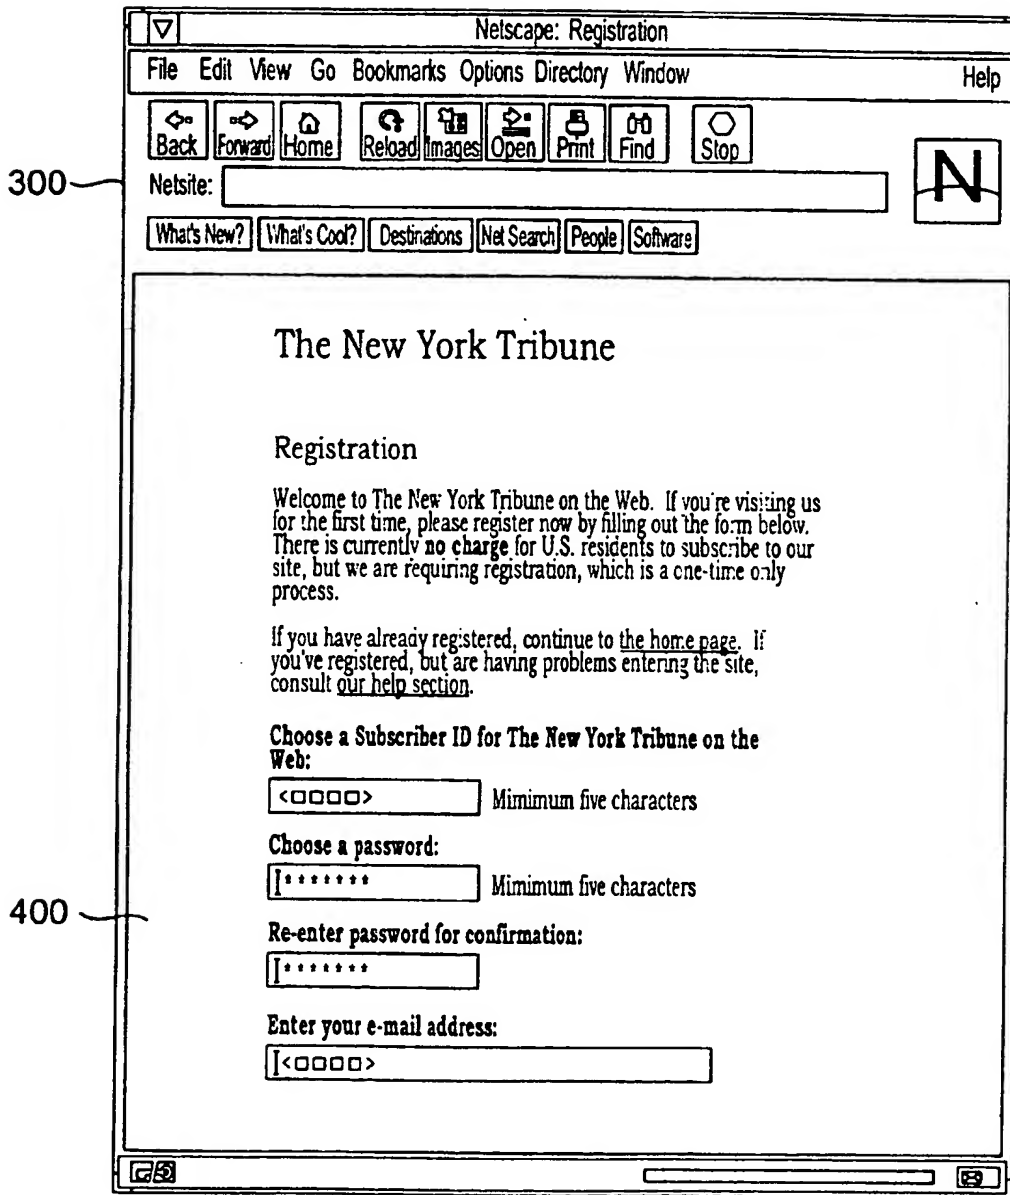 Netscape: Registration
File Edit View Go Bookmarks Options Directory Window Help
Back Forward Home Reload Images Open Print Find Stop
N
300
Netsite:
What's New? What's Cool? Destinations Net Search People Software
The New York Tribune
Registration
Welcome to The New York Tribune on the Web. If you're visiting us
for the first time, please register now by filling out the form below.
There is currently no charge for U.S. residents to subscribe to our
site, but we are requiring registration, which is a one-time only
process.
If you have already registered, continue to the home page. If
you've registered, but are having problems entering the site,
consult our help section.
Choose a Subscriber ID for The New York Tribune on the
Web:
<□□□□> Mimimum five characters
Choose a password:
******* Mimimum five characters
400
Re-enter password for confirmation:
*******
Enter your e-mail address:
<□□□□>